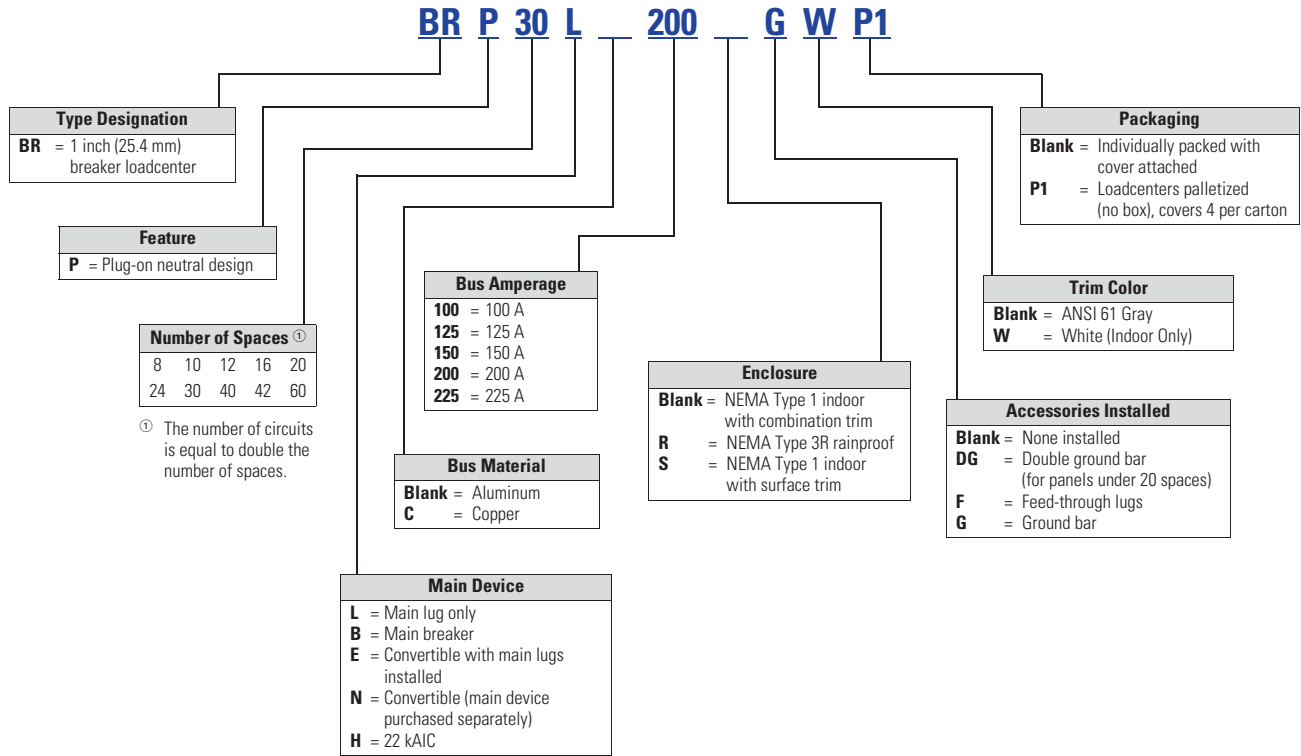 BR P 30 L __ 200 __ G W P1
Type Designation
BR = 1 inch (25.4 mm)
breaker loadcenter
Feature
P = Plug-on neutral design
Number of Spaces ①
8 10 12 16 20
24 30 40 42 60
① The number of circuits
is equal to double the
number of spaces.
Main Device
L = Main lug only
B = Main breaker
E = Convertible with main lugs
installed
N = Convertible (main device
purchased separately)
H = 22 kAIC
Bus Material
Blank = Aluminum
C = Copper
Bus Amperage
100 = 100 A
125 = 125 A
150 = 150 A
200 = 200 A
225 = 225 A
Enclosure
Blank = NEMA Type 1 indoor
with combination trim
R = NEMA Type 3R rainproof
S = NEMA Type 1 indoor
with surface trim
Accessories Installed
Blank = None installed
DG = Double ground bar
(for panels under 20 spaces)
F = Feed-through lugs
G = Ground bar
Trim Color
Blank = ANSI 61 Gray
W = White (Indoor Only)
Packaging
Blank = Individually packed with
cover attached
P1 = Loadcenters palletized
(no box), covers 4 per carton